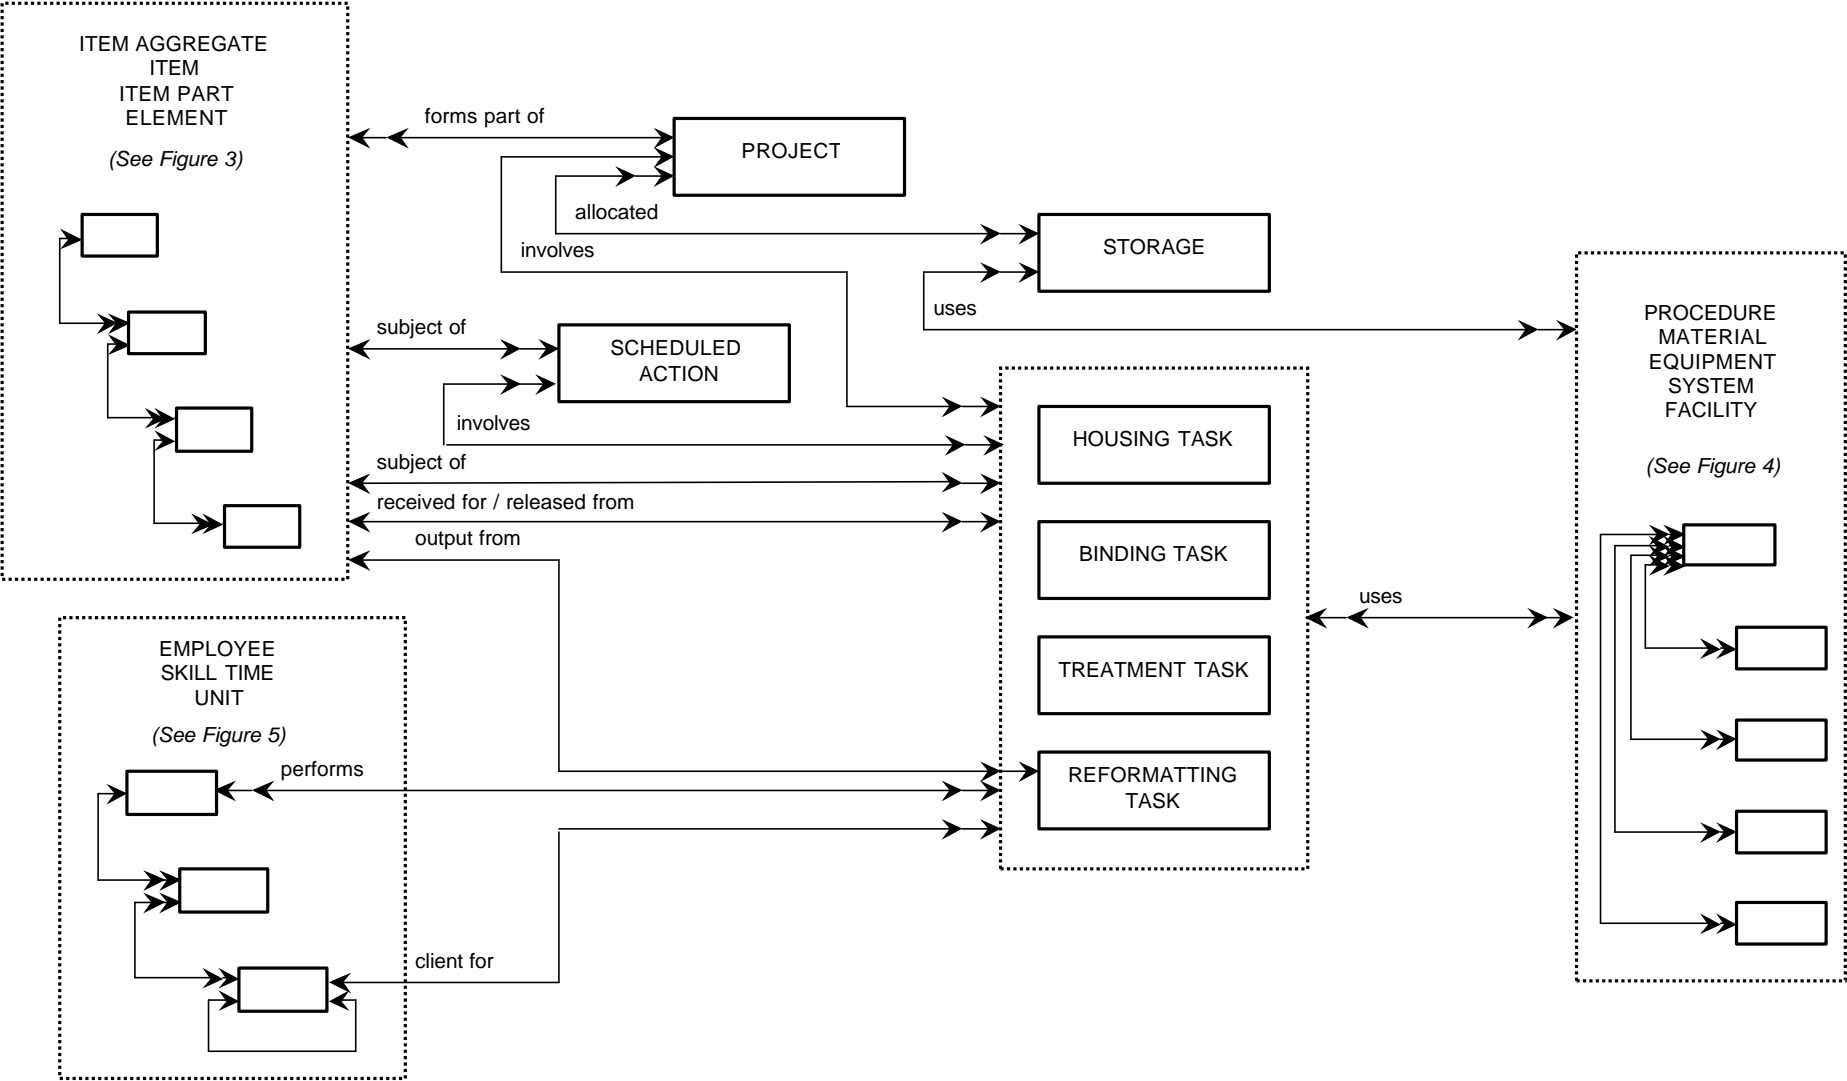 ITEM AGGREGATE
ITEM
ITEM PART
ELEMENT
(See Figure 3)
forms part of
PROJECT
allocated
involves
STORAGE
uses
subject of
SCHEDULED
ACTION
involves
subject of
received for / released from
output from
HOUSING TASK
BINDING TASK
TREATMENT TASK
REFORMATTING
TASK
uses
PROCEDURE
MATERIAL
EQUIPMENT
SYSTEM
FACILITY
(See Figure 4)
EMPLOYEE
SKILL TIME
UNIT
(See Figure 5)
performs
client for